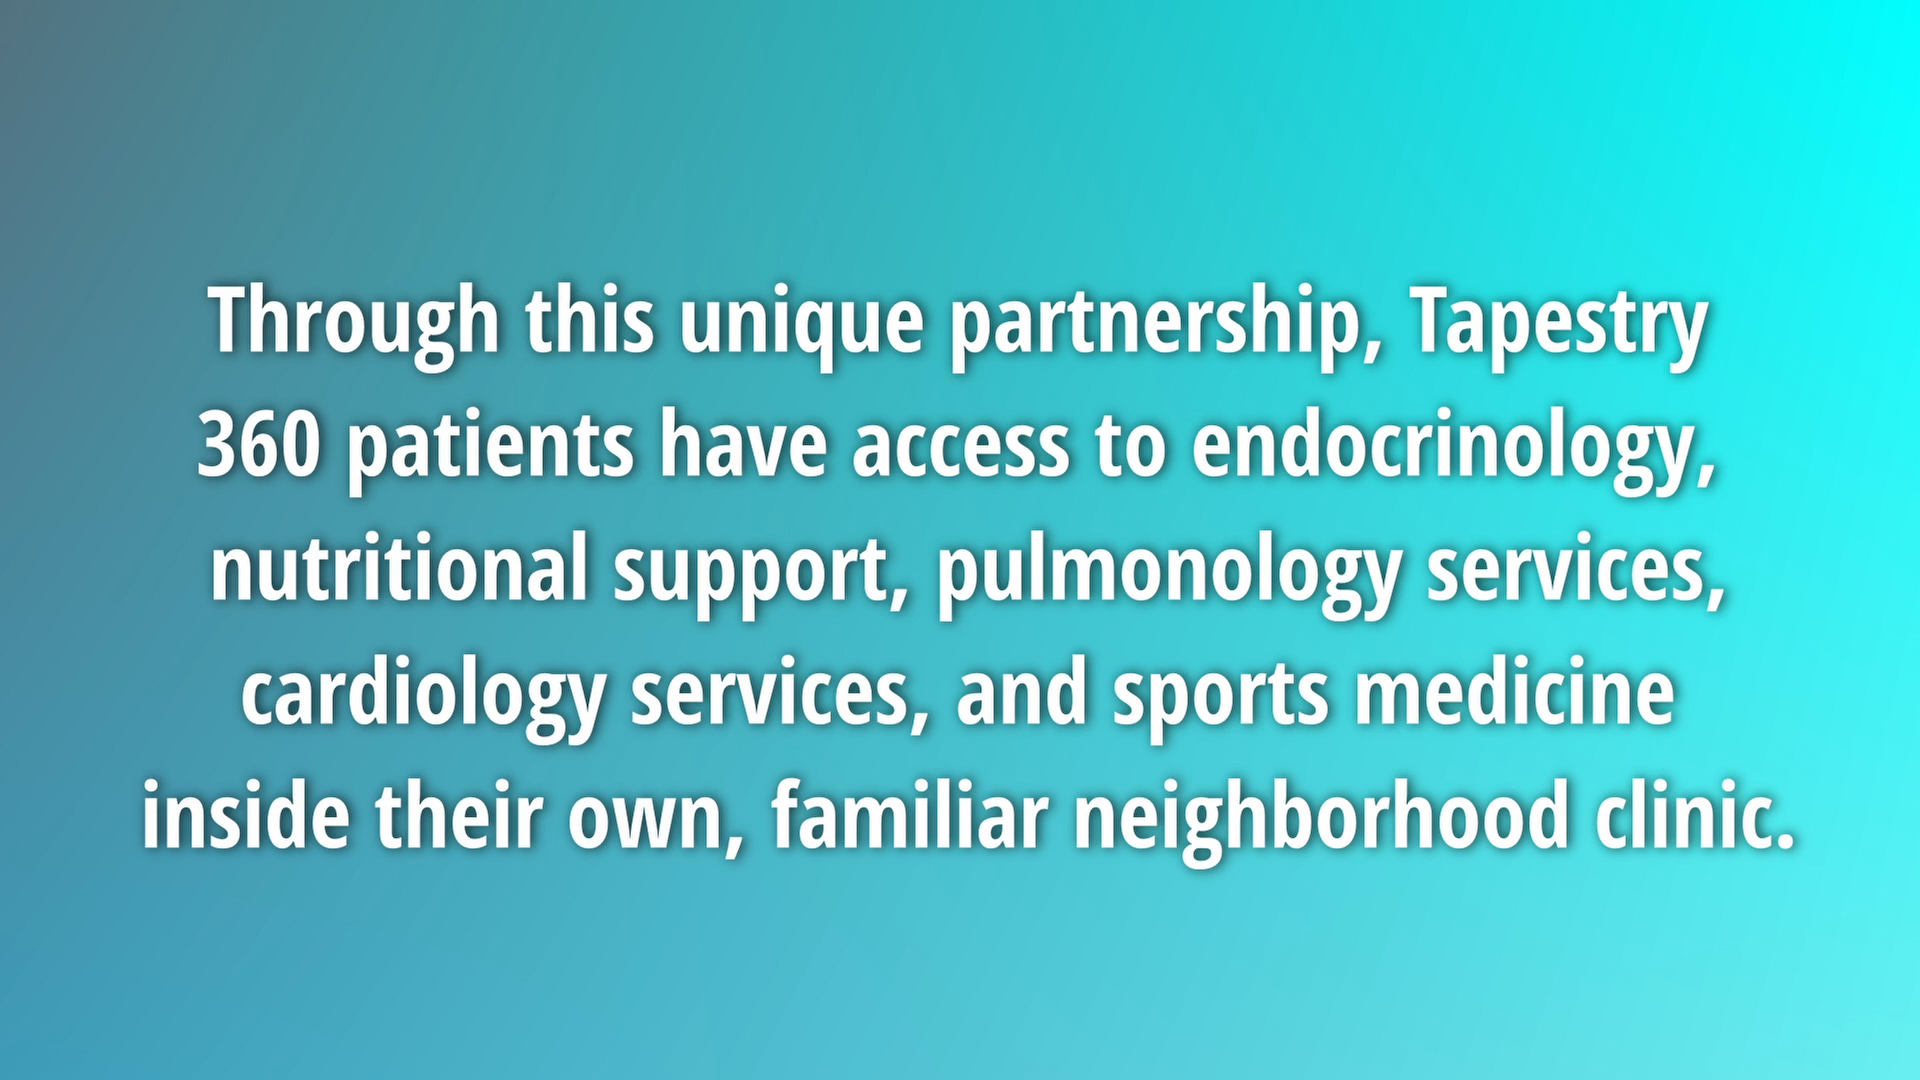 Through this unique partnership, Tapestry
360 patients have access to endocrinology,
nutritional support, pulmonology services,
cardiology services, and sports medicine
inside their own, familiar neighborhood clinic.